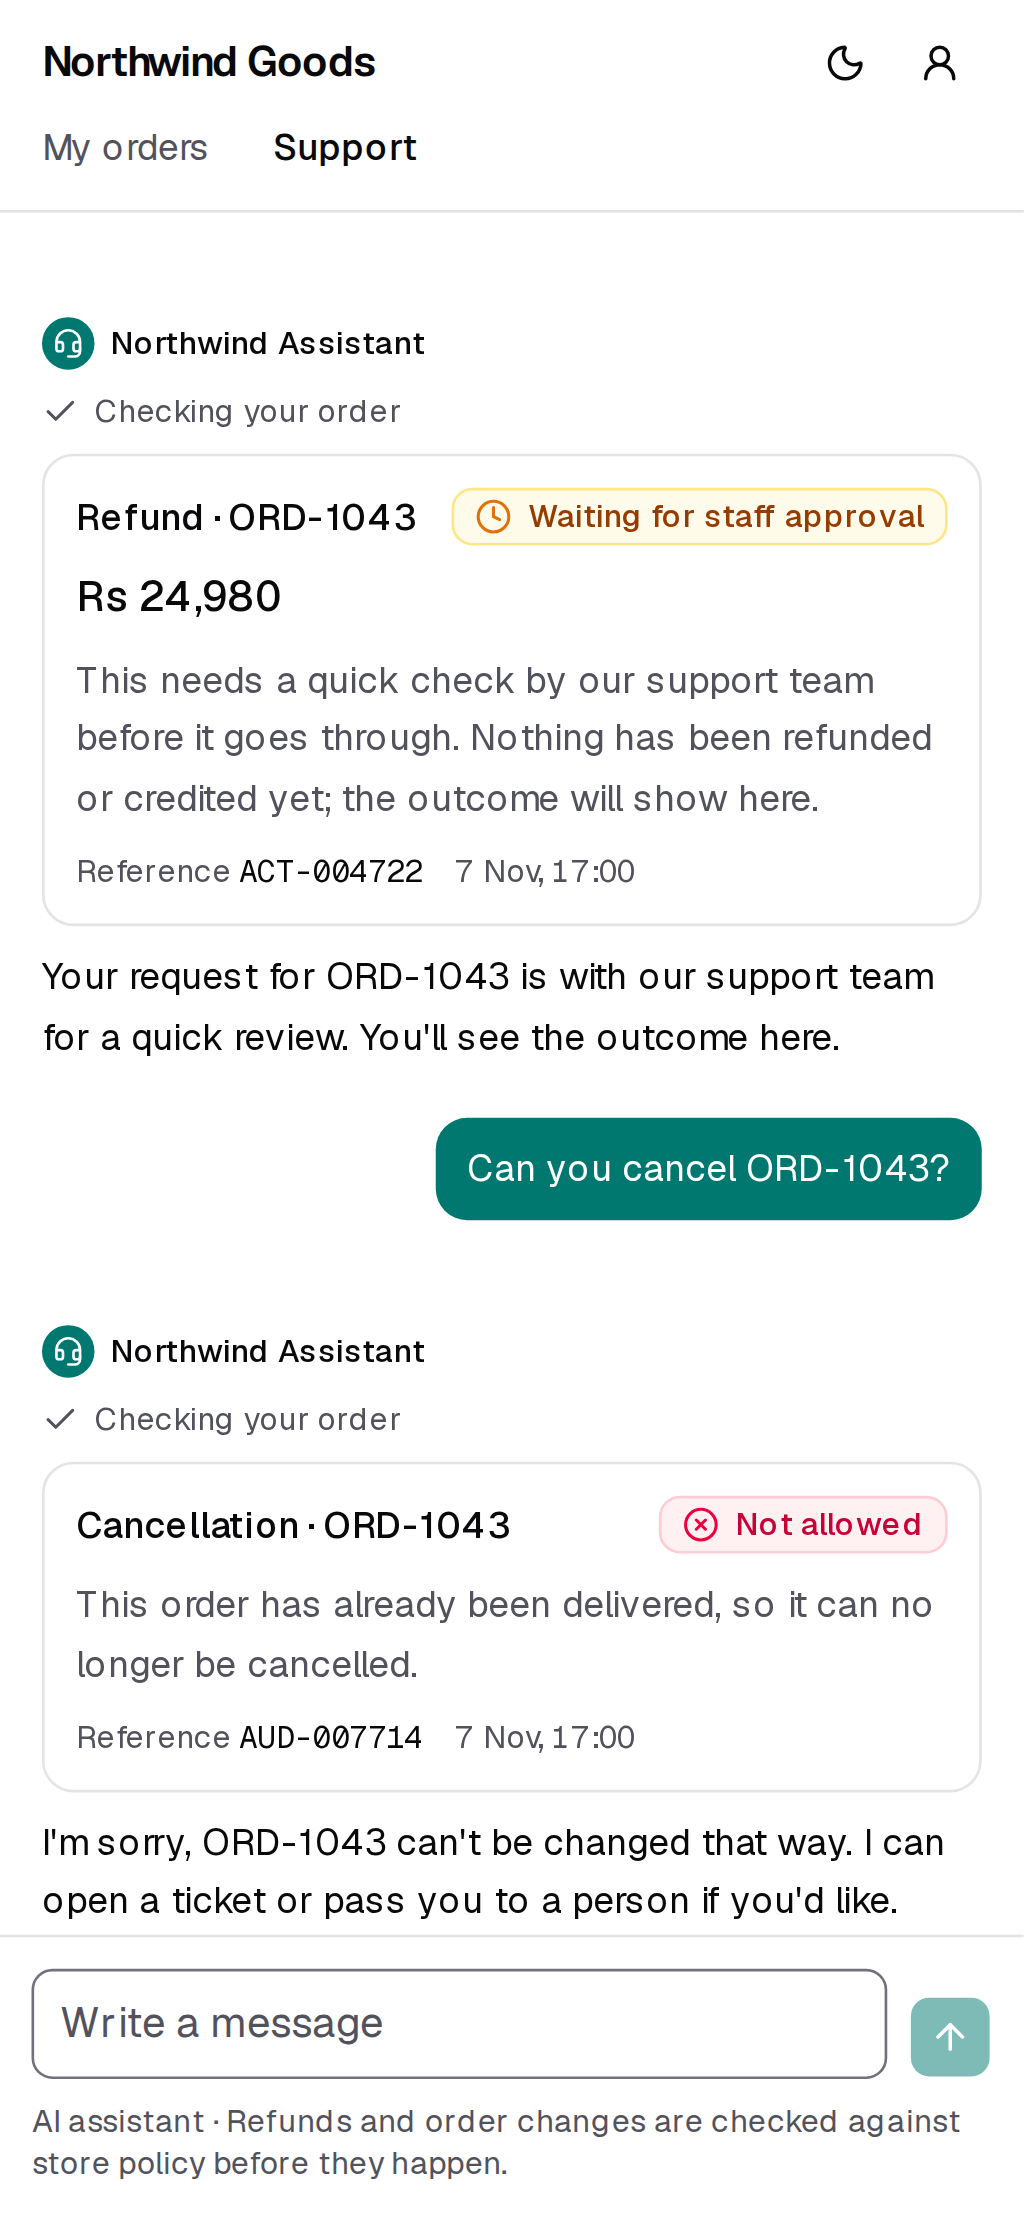 Northwind Goods
My orders Support
Northwind Assistant
Checking your order
Refund · ORD-1043 Waiting for staff approval
Rs 24,980
This needs a quick check by our support team
before it goes through. Nothing has been refunded
or credited yet; the outcome will show here.
Reference ACT-004722 7 Nov, 17:00
Your request for ORD-1043 is with our support team
for a quick review. You'll see the outcome here.
Can you cancel ORD-1043?
Northwind Assistant
Checking your order
Cancellation · ORD-1043 Not allowed
This order has already been delivered, so it can no
longer be cancelled.
Reference AUD-007714 7 Nov, 17:00
I'm sorry, ORD-1043 can't be changed that way. I can
open a ticket or pass you to a person if you'd like.
Write a message
AI assistant · Refunds and order changes are checked against
store policy before they happen.